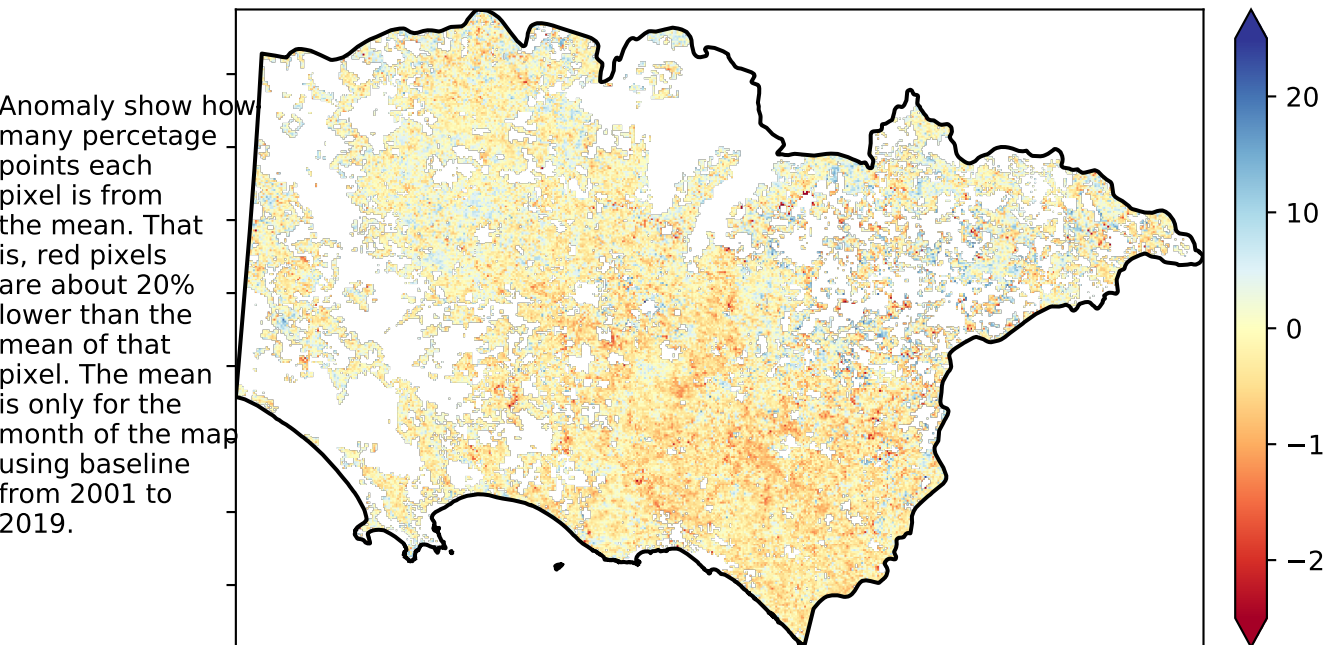 Anomaly show how
many percetage
points each
pixel is from
the mean. That
is, red pixels
are about 20%
lower than the
mean of that
pixel. The mean
is only for the
month of the map
using baseline
from 2001 to
2019.
20
10
0
−1
−2